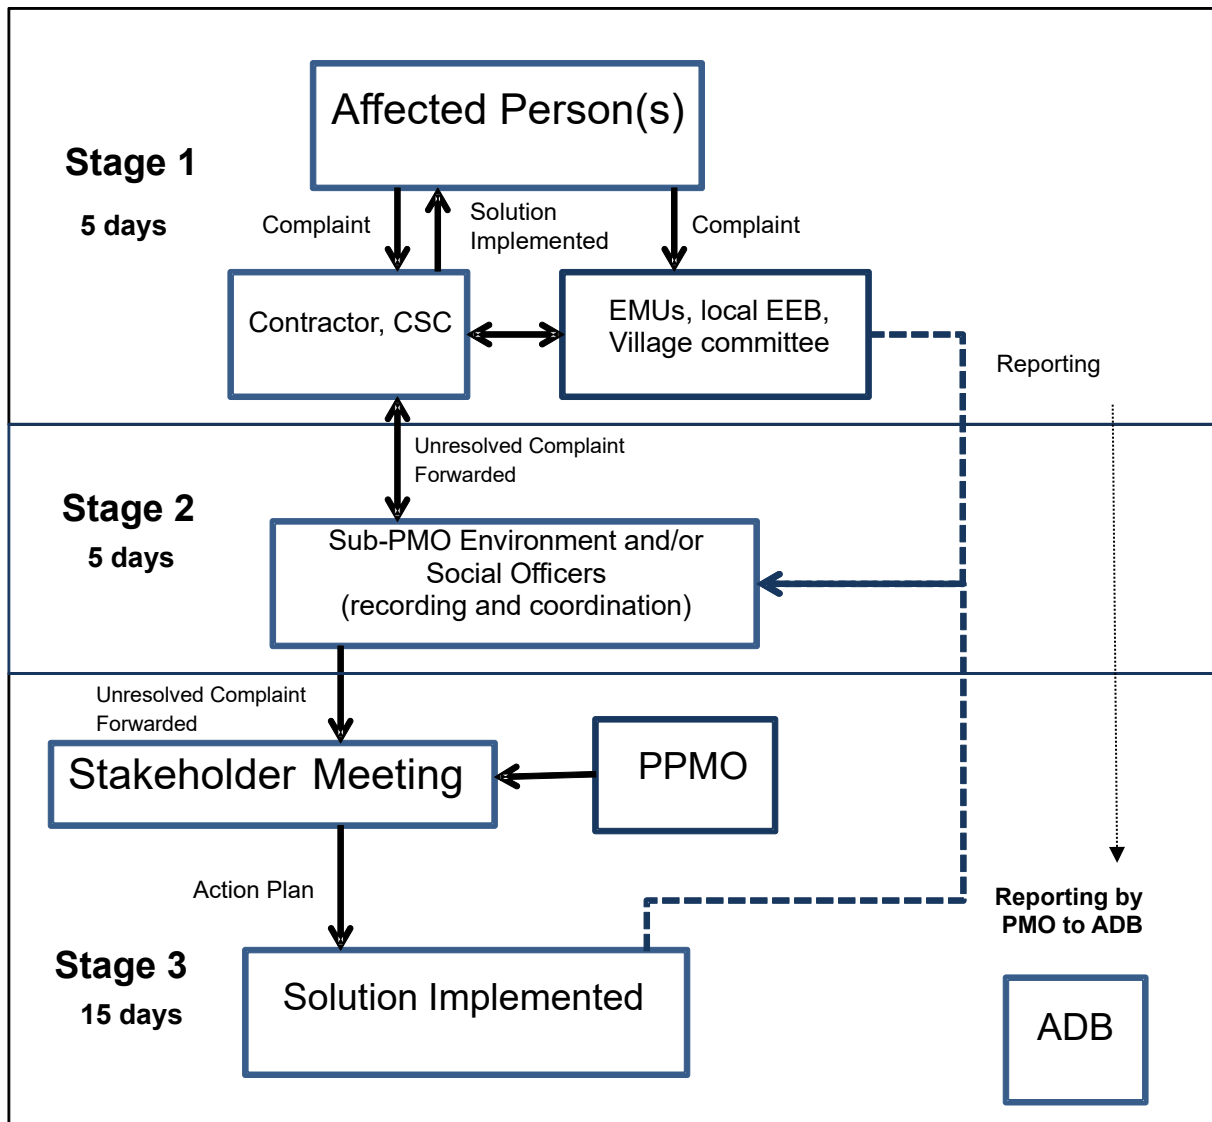 Affected Person(s)
Stage 1
5 days
Complaint
Solution
Implemented
Complaint
Contractor, CSC
EMUs, local EEB,
Village committee
Reporting
Unresolved Complaint
Forwarded
Stage 2
5 days
Sub-PMO Environment and/or
Social Officers
(recording and coordination)
Unresolved Complaint
Forwarded
Stakeholder Meeting
PPMO
Action Plan
Reporting by
PMO to ADB
Stage 3
15 days
Solution Implemented
ADB